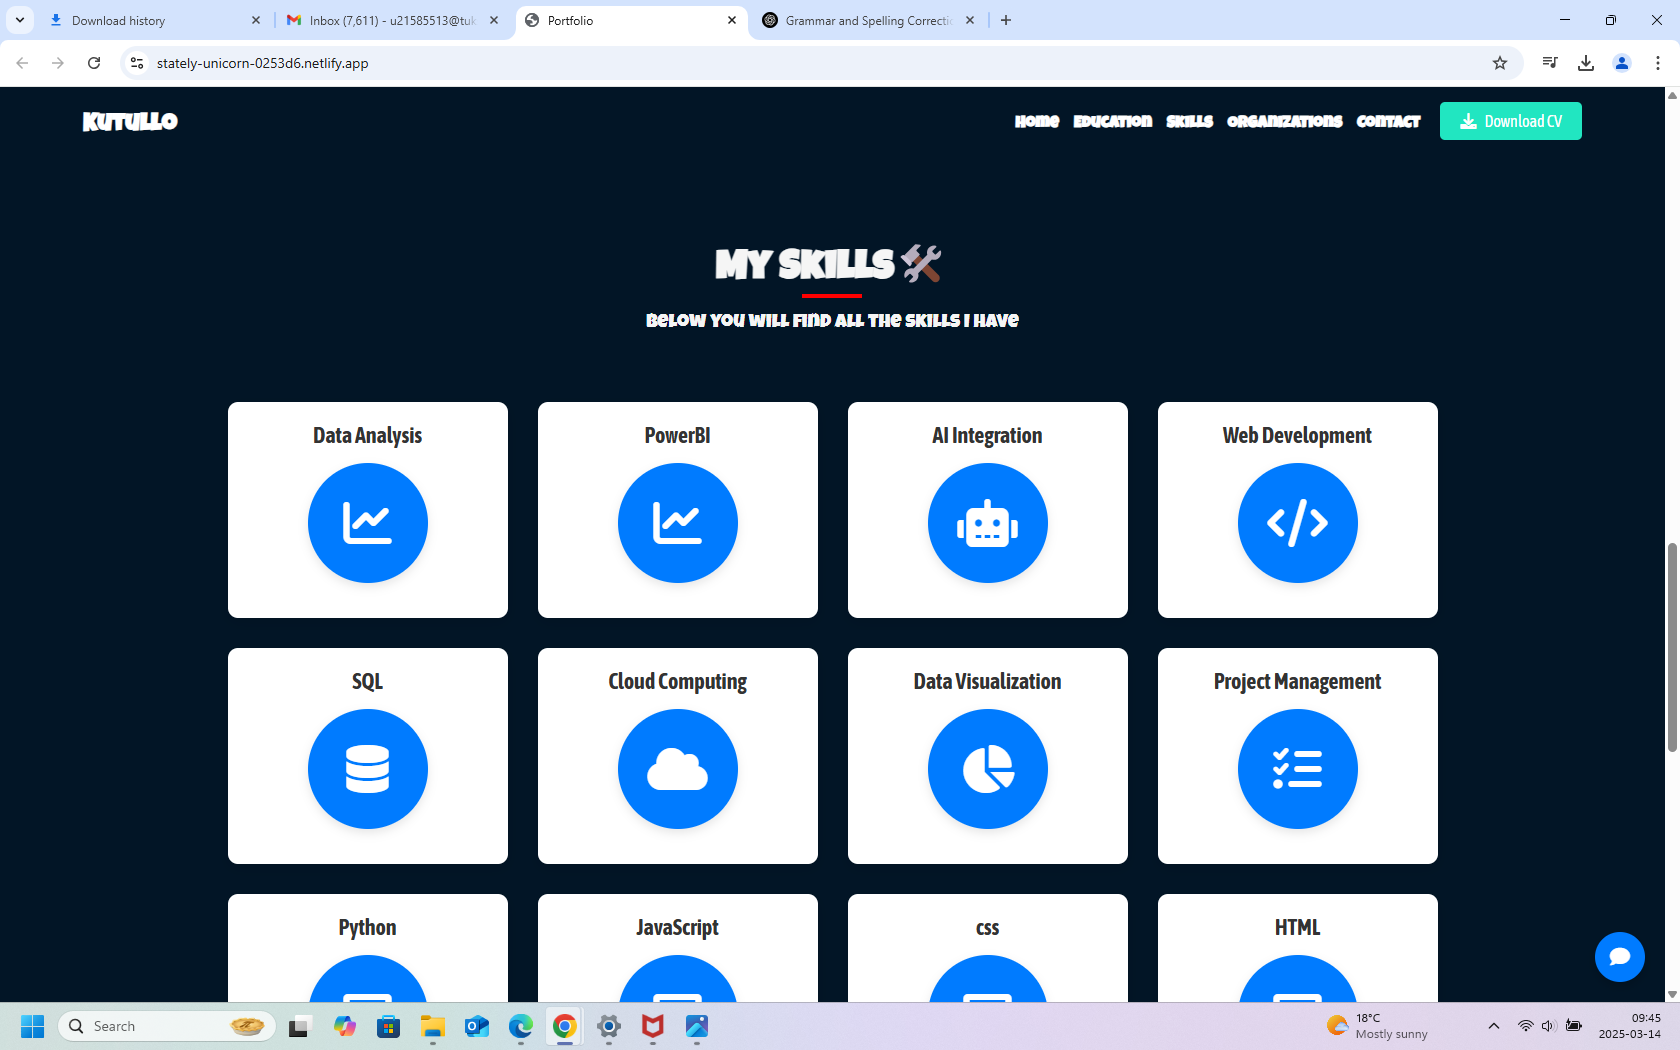 Download history
Inbox (7,611) - u21585513@tuk
Portfolio
Grammar and Spelling Correctio
stately-unicorn-0253d6.netlify.app
Kutullo
Home Education Skills Organizations Contact Download CV
My Skills
Below you will find all the skills I have
Data Analysis PowerBI AI Integration Web Development
SQL Cloud Computing Data Visualization Project Management
Python JavaScript css HTML
Search
18°C
Mostly sunny
09:45
2025-03-14